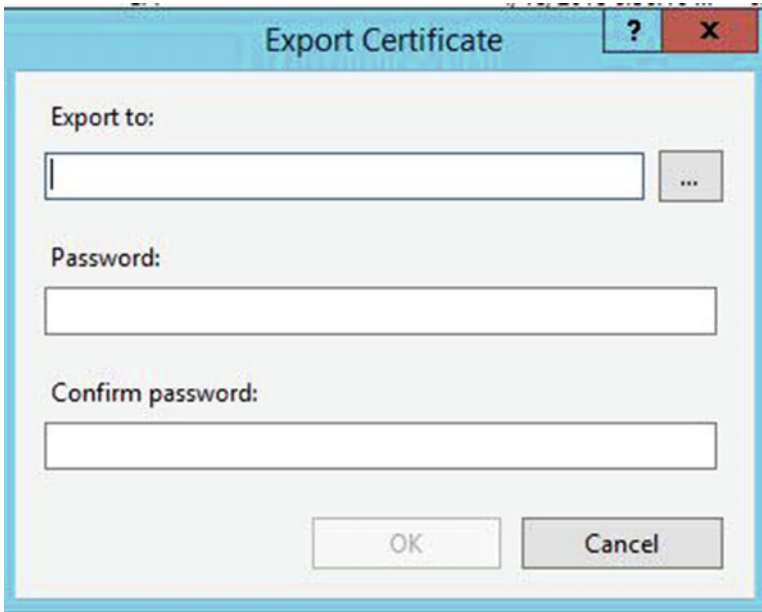 Export Certificate
?
x
Export to:
...
Password:
Confirm password:
OK
Cancel